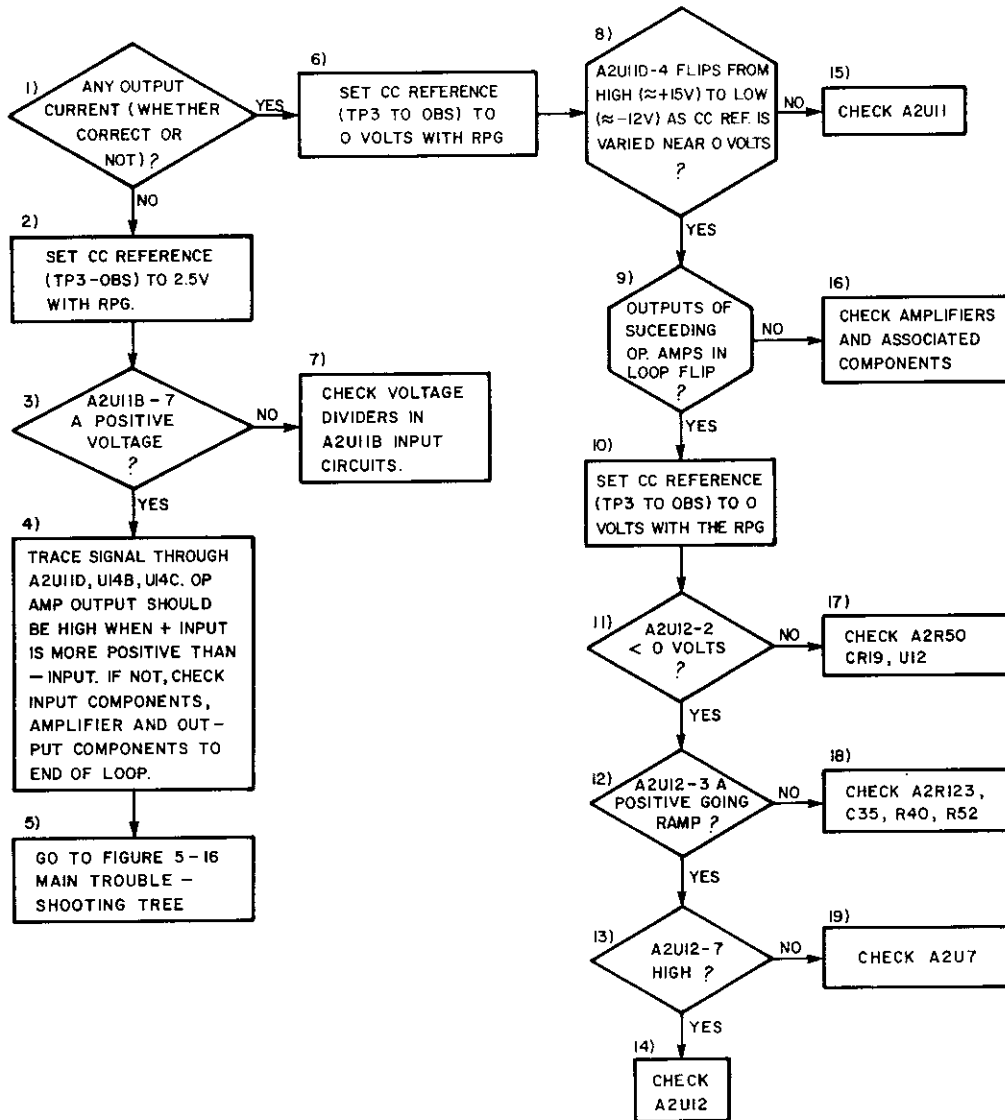 1)
ANY OUTPUT
CURRENT (WHETHER
CORRECT OR
NOT)?
YES
NO
2)
SET CC REFERENCE
(TP3-OBS) TO 2.5V
WITH RPG.
3)
A2U11B-7
A POSITIVE
VOLTAGE
?
NO
YES
4)
TRACE SIGNAL THROUGH
A2U11D, U14B, U14C. OP
AMP OUTPUT SHOULD
BE HIGH WHEN + INPUT
IS MORE POSITIVE THAN
– INPUT. IF NOT, CHECK
INPUT COMPONENTS,
AMPLIFIER AND OUT-
PUT COMPONENTS TO
END OF LOOP.
5)
GO TO FIGURE 5-16
MAIN TROUBLE –
SHOOTING TREE
6)
SET CC REFERENCE
(TP3 TO OBS) TO
0 VOLTS WITH RPG
7)
CHECK VOLTAGE
DIVIDERS IN
A2U11B INPUT
CIRCUITS.
8)
A2U11D-4 FLIPS FROM
HIGH (≈+15V) TO LOW
(≈-12V) AS CC REF. IS
VARIED NEAR 0 VOLTS
?
NO
YES
9)
OUTPUTS OF
SUCEEDING
OP. AMPS IN
LOOP FLIP
?
NO
YES
10)
SET CC REFERENCE
(TP3 TO OBS) TO 0
VOLTS WITH THE RPG
11)
A2U12-2
< 0 VOLTS
?
NO
YES
12)
A2U12-3 A
POSITIVE GOING
RAMP ?
NO
YES
13)
A2U12-7
HIGH ?
NO
YES
14)
CHECK
A2U12
15)
CHECK A2U11
16)
CHECK AMPLIFIERS
AND ASSOCIATED
COMPONENTS
17)
CHECK A2R50
CR19, U12
18)
CHECK A2R123,
C35, R40, R52
19)
CHECK A2U7